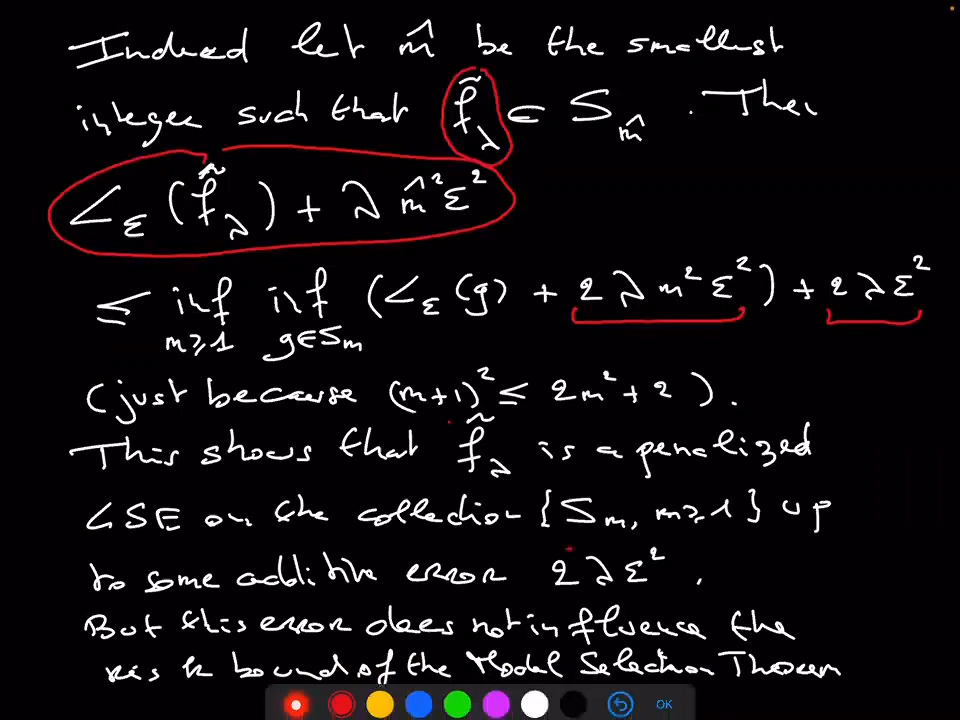 Indeed let m̂ be the smallest
integer such that f̃_λ ∈ S_m̂. Then
L_ε(f̃_λ) + λ m̂² ε²
≤ inf_{m≥1} inf_{g∈S_m} (L_ε(g) + 2λm²ε²) + 2λε²
(just because (m+1)² ≤ 2m² + 2).
This shows that f̃_λ is a penalized
LSE on the collection {S_m, m≥1} up
to some additive error 2λε².
But this error does not influence the
risk bound of the Model Selection Theorem
OK